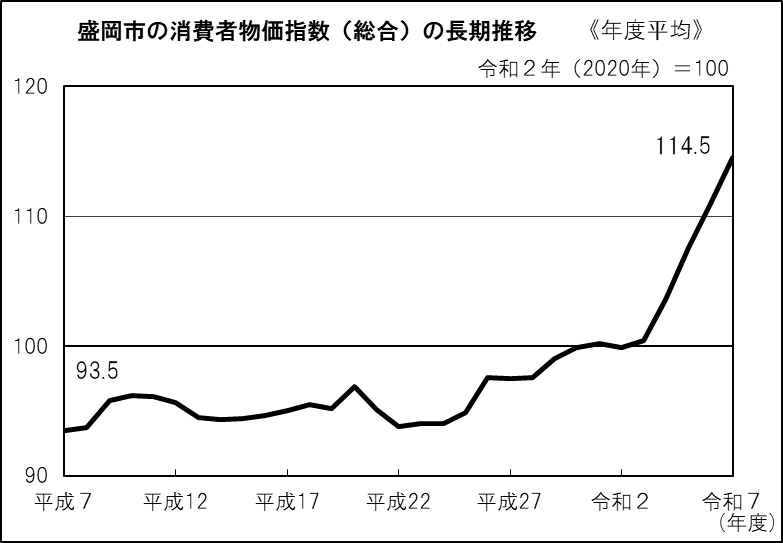 盛岡市の消費者物価指数（総合）の長期推移　《年度平均》
令和２年（2020年）＝100
120
114.5
110
100
93.5
90
平成７　平成12　平成17　平成22　平成27　令和２　令和７
（年度）